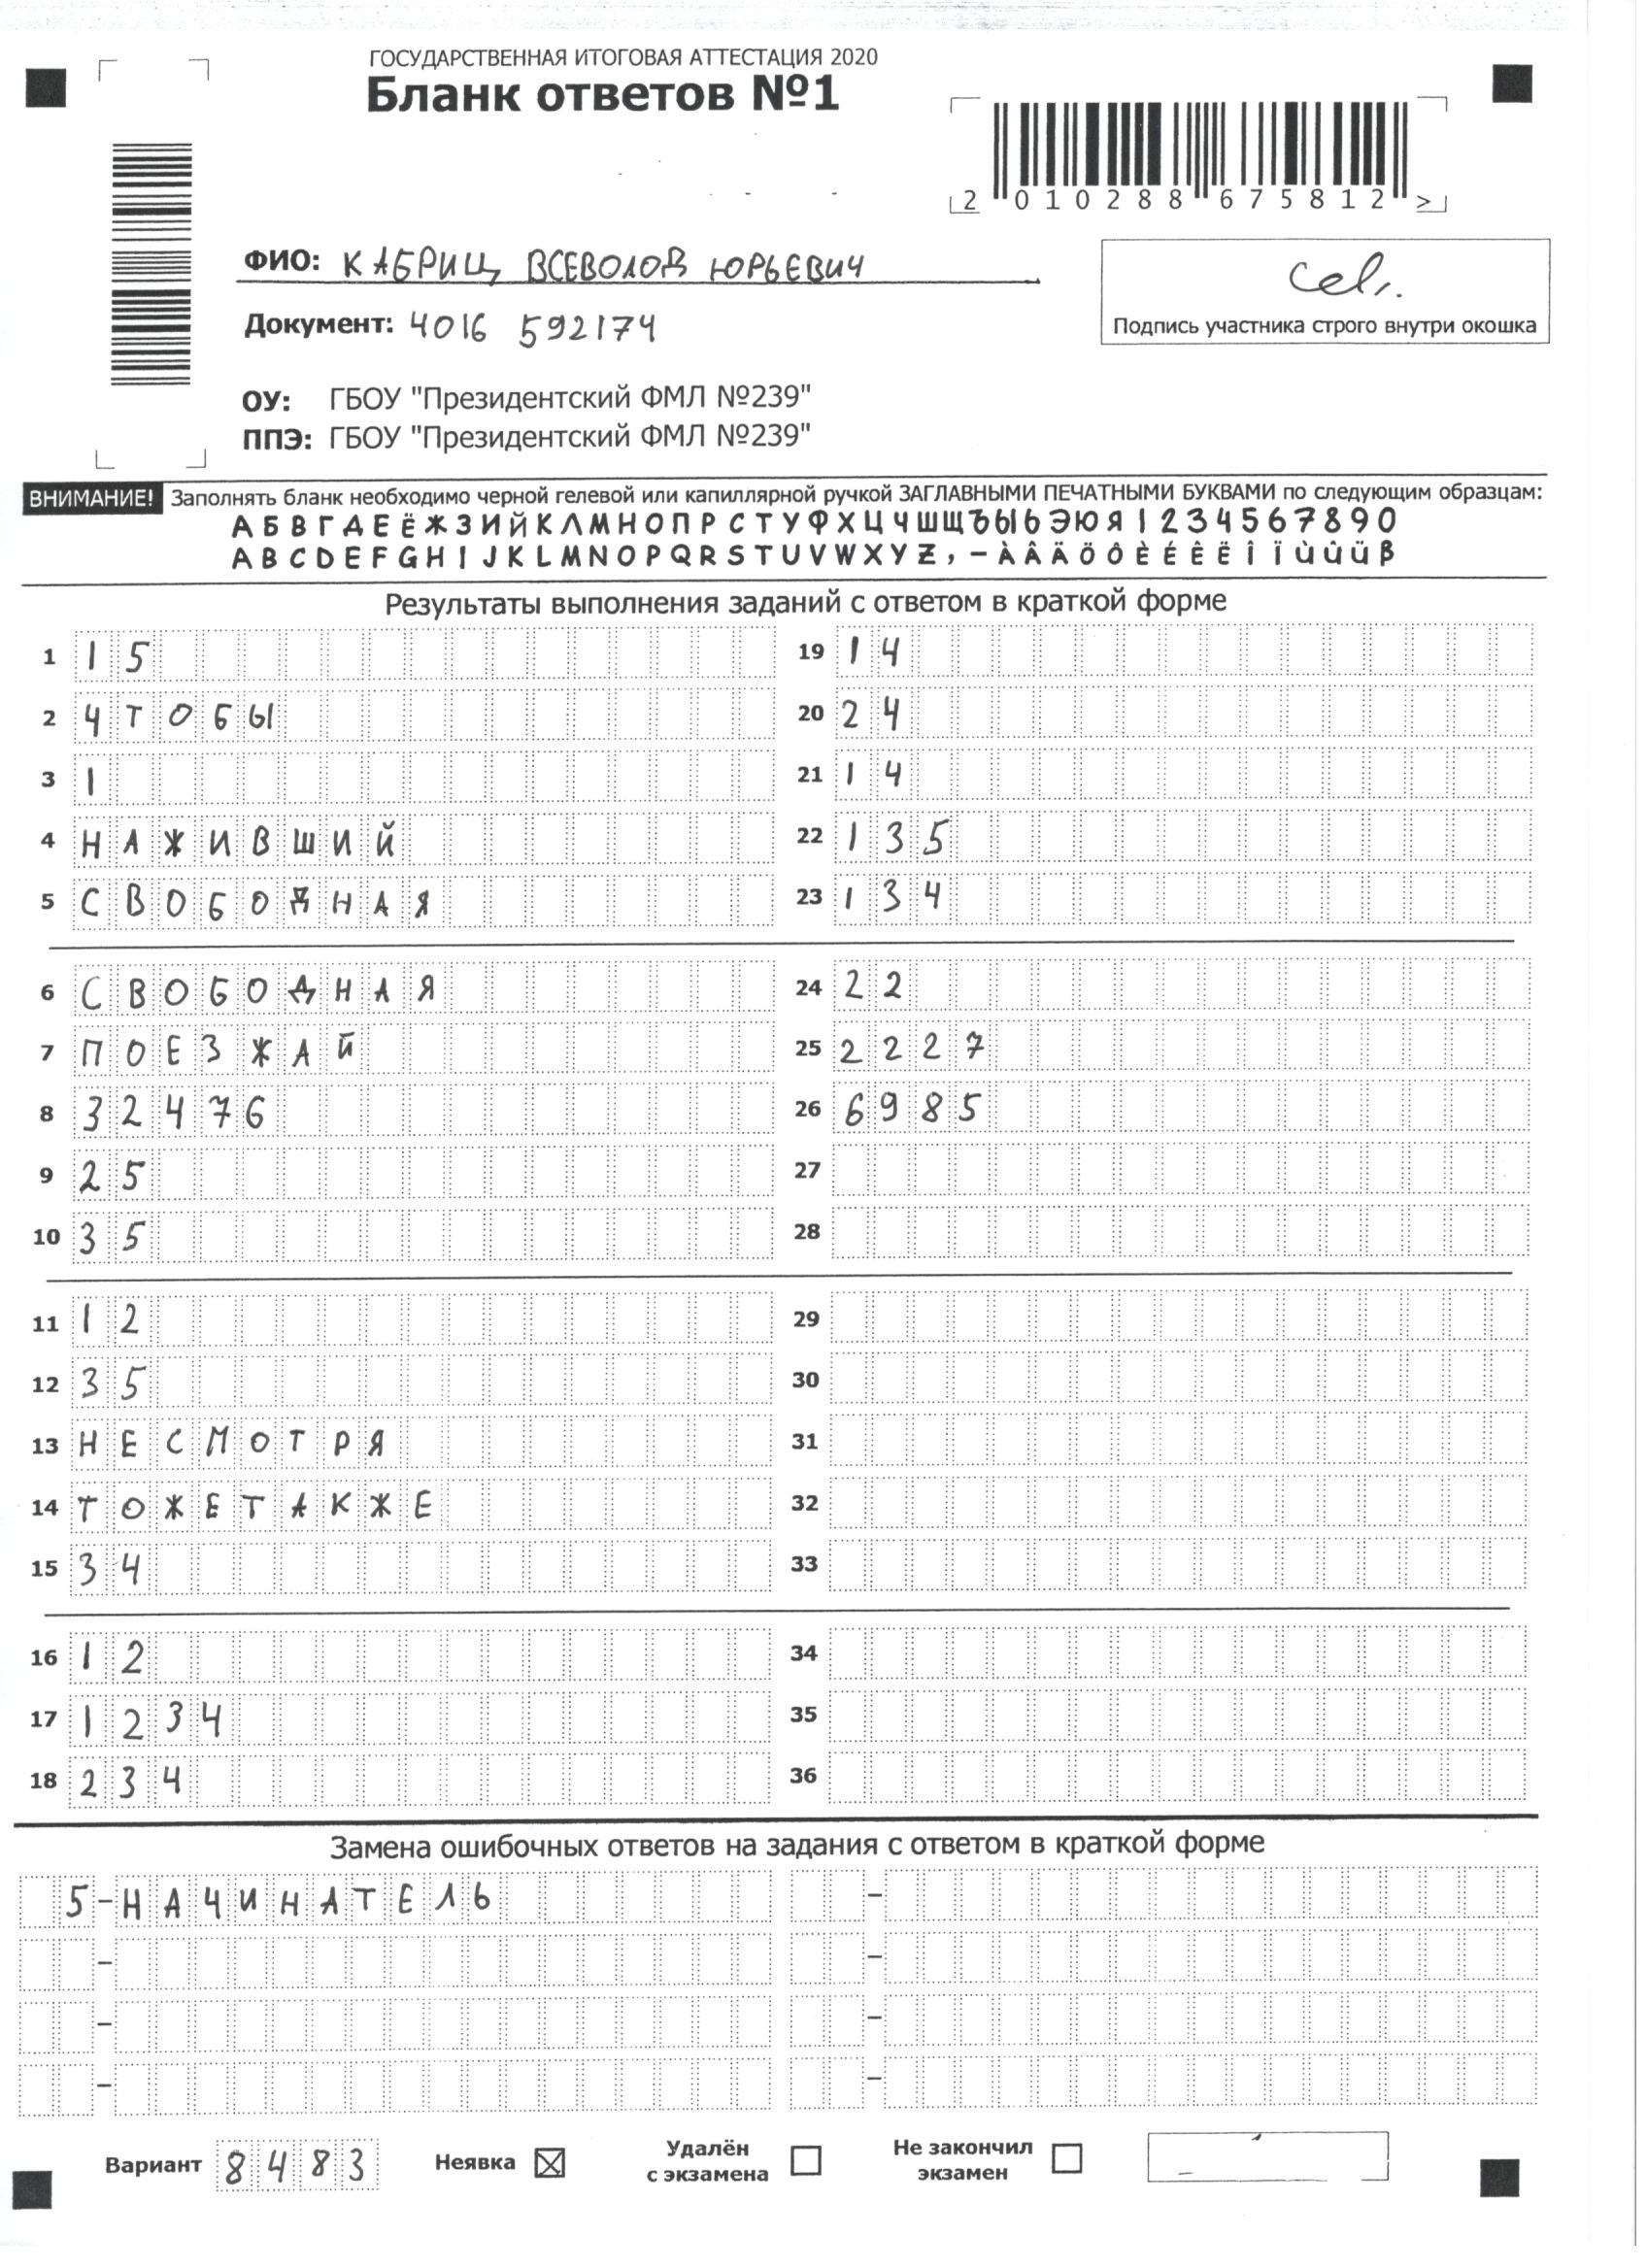 ГОСУДАРСТВЕННАЯ ИТОГОВАЯ АТТЕСТАЦИЯ 2020
Бланк ответов №1
2 010288 675812 >
ФИО: КАБРИЦ ВСЕВОЛОД ЮРЬЕВИЧ
Документ: 4016 592174
Подпись участника строго внутри окошка
ОУ: ГБОУ "Президентский ФМЛ №239"
ППЭ: ГБОУ "Президентский ФМЛ №239"
ВНИМАНИЕ! Заполнять бланк необходимо черной гелевой или капиллярной ручкой ЗАГЛАВНЫМИ ПЕЧАТНЫМИ БУКВАМИ по следующим образцам:
А Б В Г Д Е Ё Ж З И Й К Л М Н О П Р С Т У Ф Х Ц Ч Ш Щ Ъ Ы Ь Э Ю Я 1 2 3 4 5 6 7 8 9 0
A B C D E F G H I J K L M N O P Q R S T U V W X Y Z , – À Â Ä Ö Ô È É Ê Ë Î Ï Ù Û Ü β
Результаты выполнения заданий с ответом в краткой форме
1 15
2 ЧТОБЫ
3 1
4 НАЖИВШИЙ
5 СВОБОДНАЯ
6 СВОБОДНАЯ
7 ПОЕЗЖАЙ
8 32476
9 25
10 35
11 12
12 35
13 НЕСМОТРЯ
14 ТОЖЕТАКЖЕ
15 34
16 12
17 1234
18 234
19 14
20 24
21 14
22 135
23 134
24 22
25 2227
26 6985
27
28
29
30
31
32
33
34
35
36
Замена ошибочных ответов на задания с ответом в краткой форме
5-НАЧИНАТЕЛЬ
Вариант 8483 Неявка Удалён с экзамена Не закончил экзамен